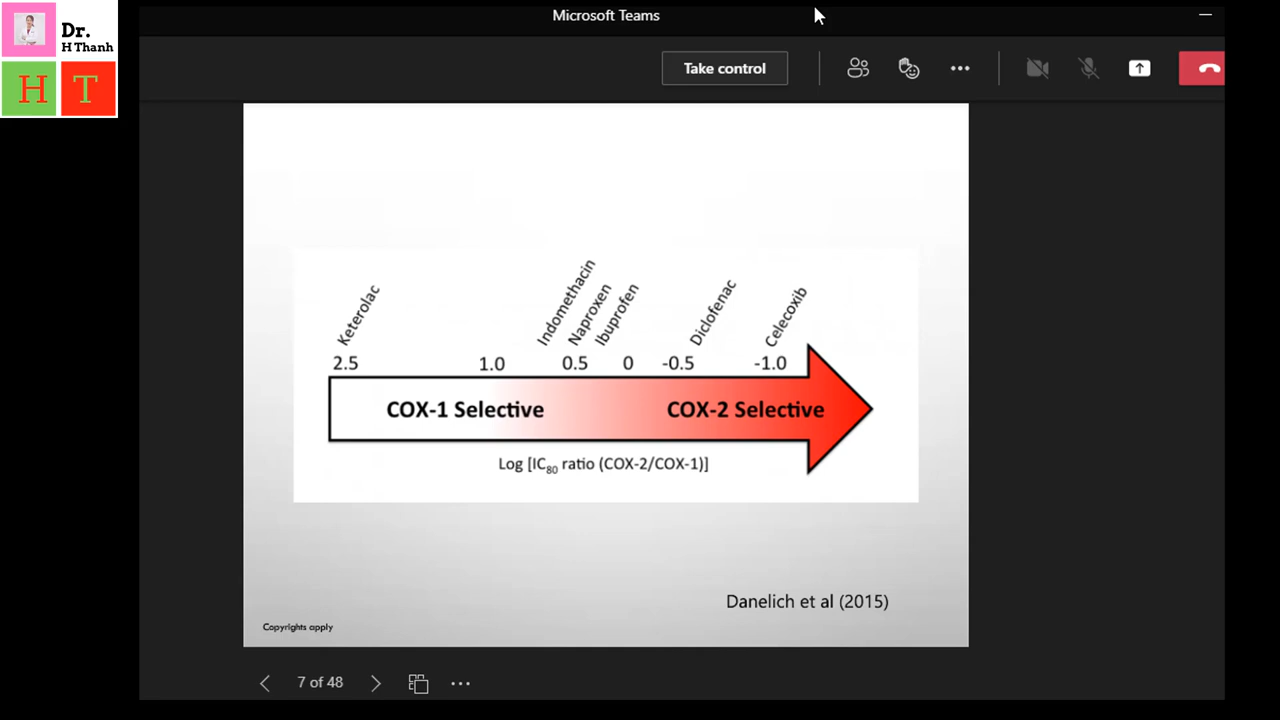 Dr.
H Thanh
H T
Microsoft Teams
Take control
Keterolac
Indomethacin
Naproxen
Ibuprofen
Diclofenac
Celecoxib
2.5 1.0 0.5 0 -0.5 -1.0
COX-1 Selective COX-2 Selective
Log [IC80 ratio (COX-2/COX-1)]
Danelich et al (2015)
Copyrights apply
7 of 48